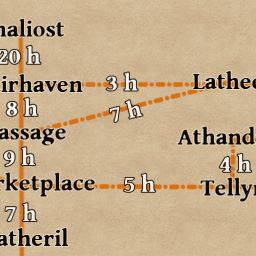 naliost
20 h
irhaven
3 h
Lathee
8 h
7 h
assage
Athand
9 h
4 h
rketplace
5 h
Telly
7 h
atheril